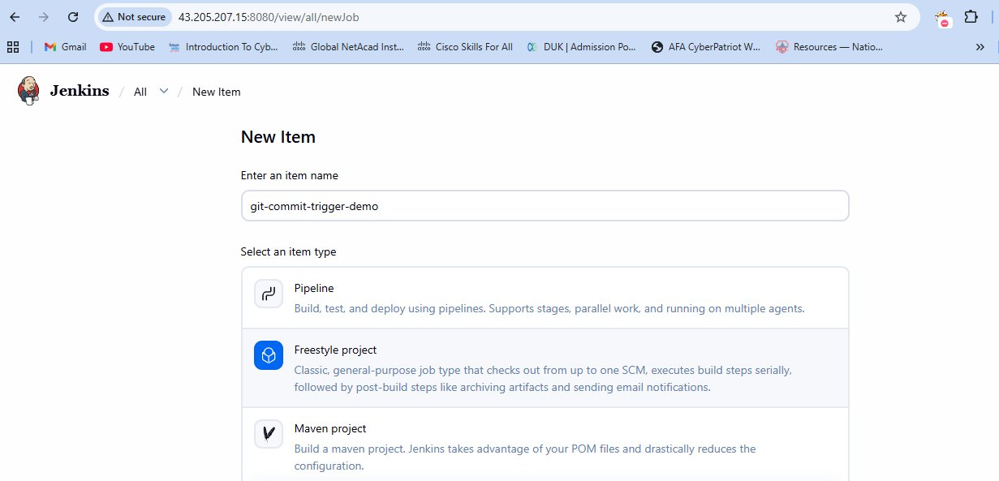 Not secure 43.205.207.15:8080/view/all/newJob
Gmail YouTube Introduction To Cyb... Global NetAcad Inst... Cisco Skills For All DUK | Admission Po... AFA CyberPatriot W... Resources — Natio... »
Jenkins / All / New Item
New Item
Enter an item name
git-commit-trigger-demo
Select an item type
Pipeline
Build, test, and deploy using pipelines. Supports stages, parallel work, and running on multiple agents.
Freestyle project
Classic, general-purpose job type that checks out from up to one SCM, executes build steps serially,
followed by post-build steps like archiving artifacts and sending email notifications.
Maven project
Build a maven project. Jenkins takes advantage of your POM files and drastically reduces the
configuration.